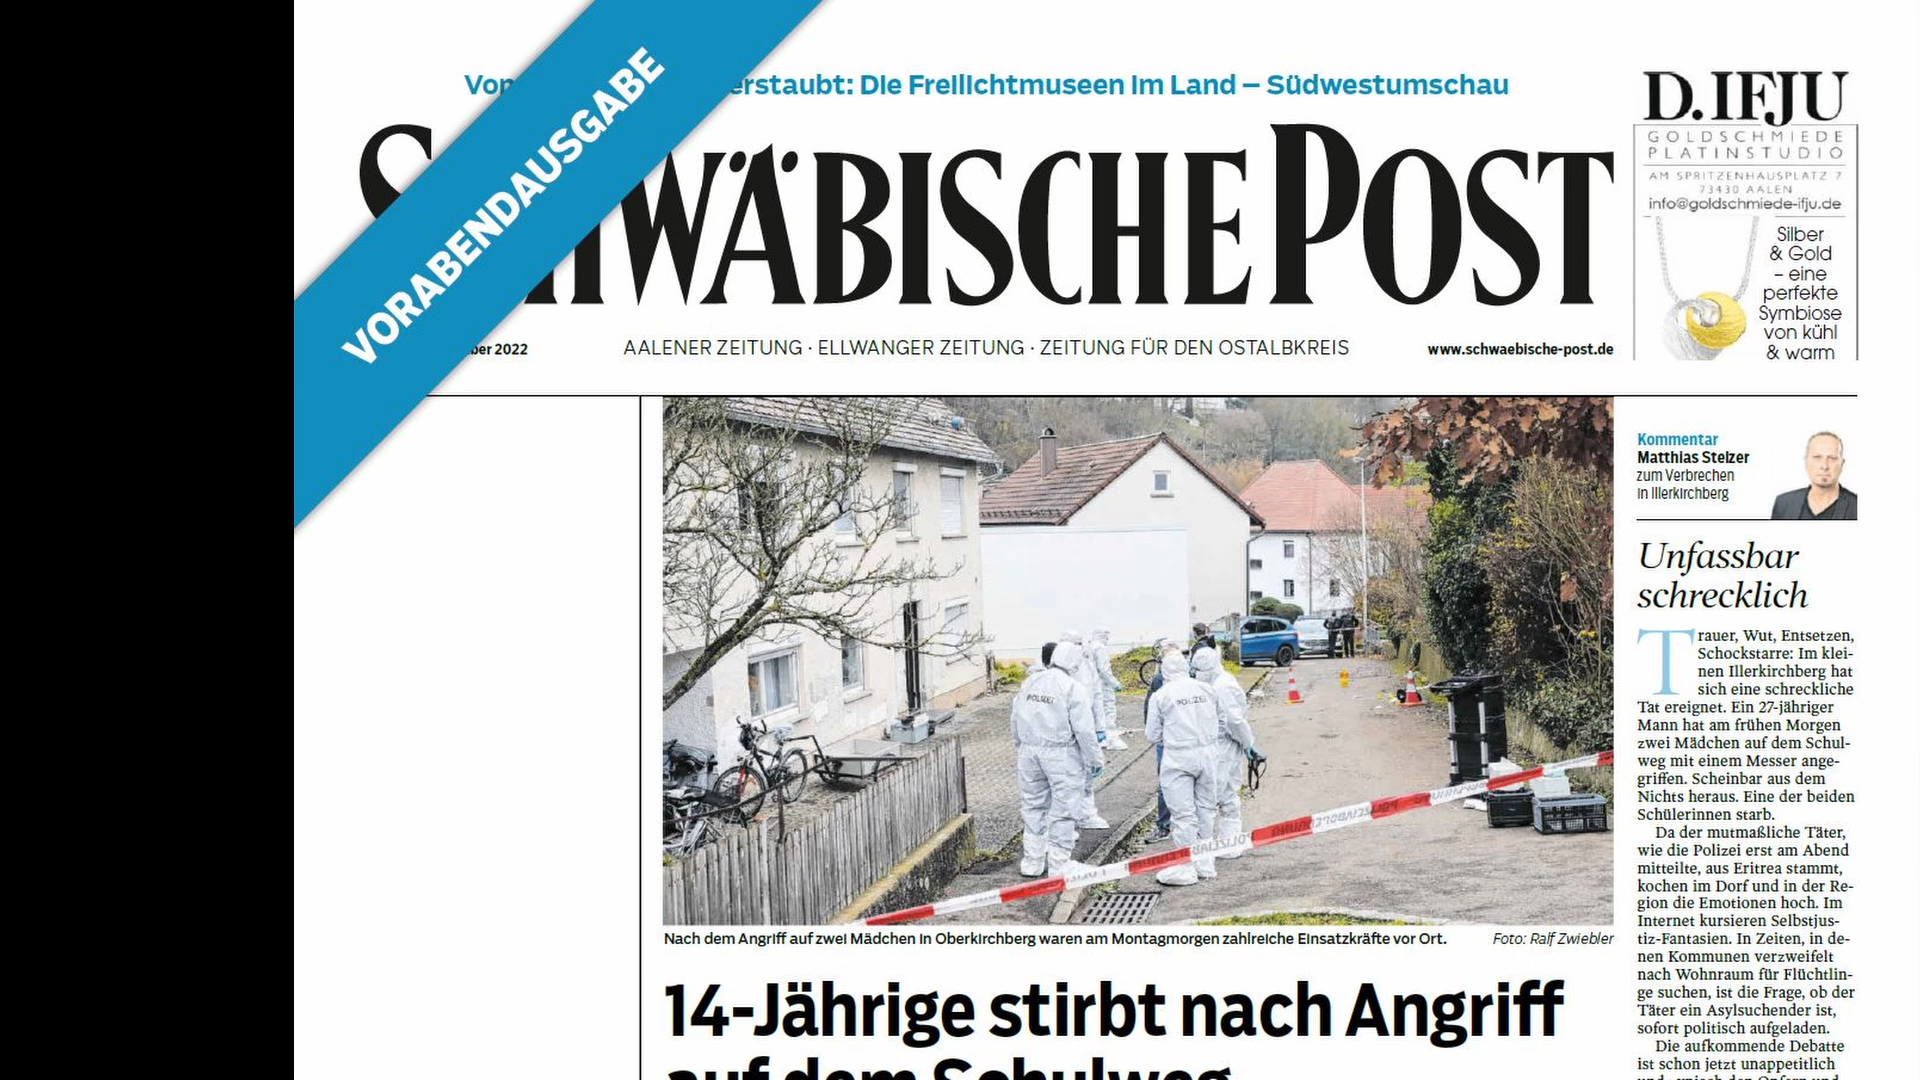 VORABENDAUSGABE
Von
erstaubt: Die Freilichtmuseen im Land – Südwestumschau
SCHWÄBISCHE POST
ber 2022
AALENER ZEITUNG · ELLWANGER ZEITUNG · ZEITUNG FÜR DEN OSTALBKREIS
www.schwaebische-post.de
D. IFJU
GOLDSCHMIEDE
PLATINSTUDIO
AM SPRITZENHAUSPLATZ 7
73430 AALEN
info@goldschmiede-ifju.de
Silber
& Gold
– eine
perfekte
Symbiose
von kühl
& warm
POLIZEI
POLIZEI
Nach dem Angriff auf zwei Mädchen in Oberkirchberg waren am Montagmorgen zahlreiche Einsatzkräfte vor Ort.
Foto: Ralf Zwiebler
14-Jährige stirbt nach Angriff
auf dem Schulweg
Kommentar
Matthias Stelzer
zum Verbrechen
in Illerkirchberg
Unfassbar
schrecklich
Trauer, Wut, Entsetzen,
Schockstarre: Im klei-
nen Illerkirchberg hat
sich eine schreckliche
Tat ereignet. Ein 27-jähriger
Mann hat am frühen Morgen
zwei Mädchen auf dem Schul-
weg mit einem Messer ange-
griffen. Scheinbar aus dem
Nichts heraus. Eine der beiden
Schülerinnen starb.
Da der mutmaßliche Täter,
wie die Polizei erst am Abend
mitteilte, aus Eritrea stammt,
kochen im Dorf und in der Re-
gion die Emotionen hoch. Im
Internet kursieren Selbstjus-
tiz-Fantasien. In Zeiten, in de-
nen Kommunen verzweifelt
nach Wohnraum für Flüchtlin-
ge suchen, ist die Frage, ob der
Täter ein Asylsuchender ist,
sofort politisch aufgeladen.
Die aufkommende Debatte
ist schon jetzt unappetitlich